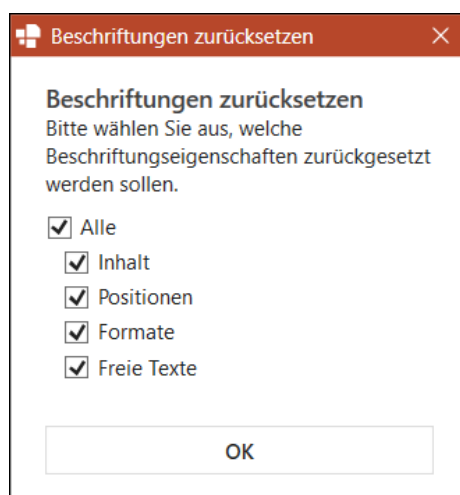 Beschriftungen zurücksetzen
Beschriftungen zurücksetzen
Bitte wählen Sie aus, welche
Beschriftungseigenschaften zurückgesetzt
werden sollen.
Alle
Inhalt
Positionen
Formate
Freie Texte
OK